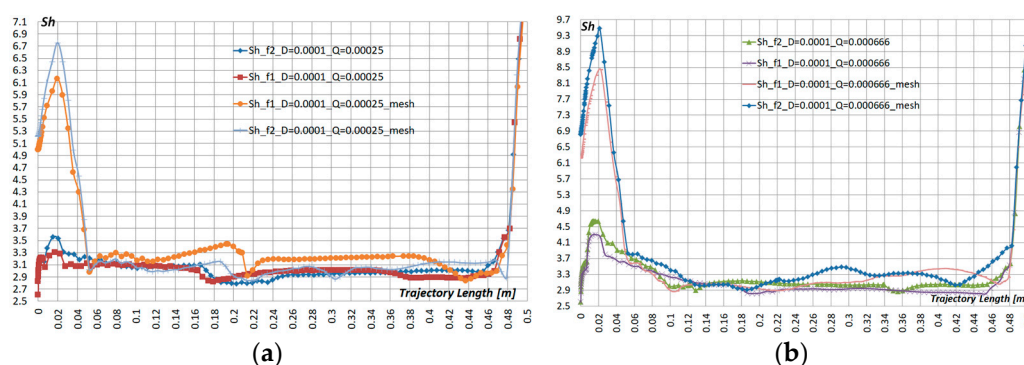 Sh
7.1
6.9
6.7
6.5
6.3
6.1
5.9
5.7
5.5
5.3
5.1
4.9
4.7
4.5
4.3
4.1
3.9
3.7
3.5
3.3
3.1
2.9
2.7
2.5
Sh_f2_D=0.0001_Q=0.00025
Sh_f1_D=0.0001_Q=0.00025
Sh_f1_D=0.0001_Q=0.00025_mesh
Sh_f2_D=0.0001_Q=0.00025_mesh
Trajectory Length [m]
0 0.02 0.04 0.06 0.08 0.1 0.12 0.14 0.16 0.18 0.2 0.22 0.24 0.26 0.28 0.3 0.32 0.34 0.36 0.38 0.4 0.42 0.44 0.46 0.48 0.5
(a)
Sh
9.7
9.3
8.9
8.5
8.1
7.7
7.3
6.9
6.5
6.1
5.7
5.3
4.9
4.5
4.1
3.7
3.3
2.9
2.5
Sh_f2_D=0.0001_Q=0.000666
Sh_f1_D=0.0001_Q=0.000666
Sh_f1_D=0.0001_Q=0.000666_mesh
Sh_f2_D=0.0001_Q=0.000666_mesh
Trajectory Length [m]
0 0.02 0.04 0.06 0.08 0.1 0.12 0.14 0.16 0.18 0.2 0.22 0.24 0.26 0.28 0.3 0.32 0.34 0.36 0.38 0.4 0.42 0.44 0.46 0.48
(b)